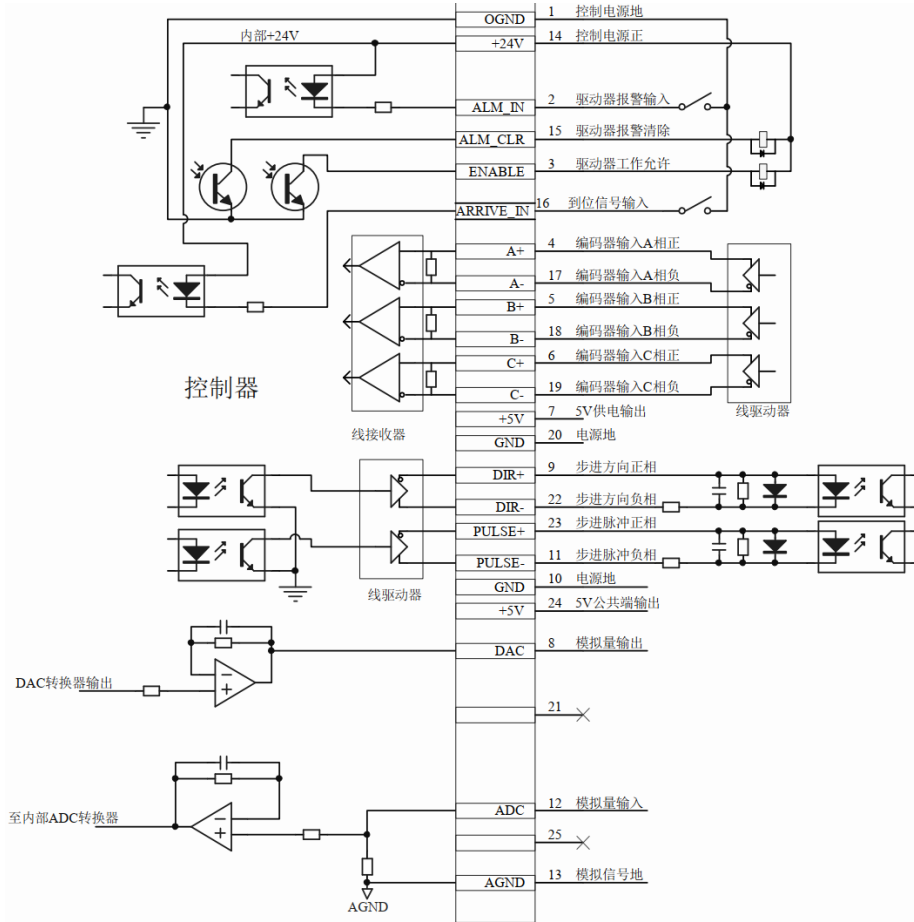 OGND 1 控制电源地
内部+24V +24V 14 控制电源正
ALM_IN 2 驱动器报警输入
ALM_CLR 15 驱动器报警清除
ENABLE 3 驱动器工作允许
ARRIVE_IN 16 到位信号输入
A+ 4 编码器输入A相正
A- 17 编码器输入A相负
B+ 5 编码器输入B相正
B- 18 编码器输入B相负
C+ 6 编码器输入C相正
控制器
C- 19 编码器输入C相负
线驱动器
+5V 7 5V供电输出
线接收器
GND 20 电源地
DIR+ 9 步进方向正相
DIR- 22 步进方向负相
PULSE+ 23 步进脉冲正相
PULSE- 11 步进脉冲负相
GND 10 电源地
线驱动器
+5V 24 5V公共端输出
DAC 8 模拟量输出
- 
+
DAC转换器输出
21
ADC 12 模拟量输入
至内部ADC转换器
-
+
25
AGND 13 模拟信号地
AGND